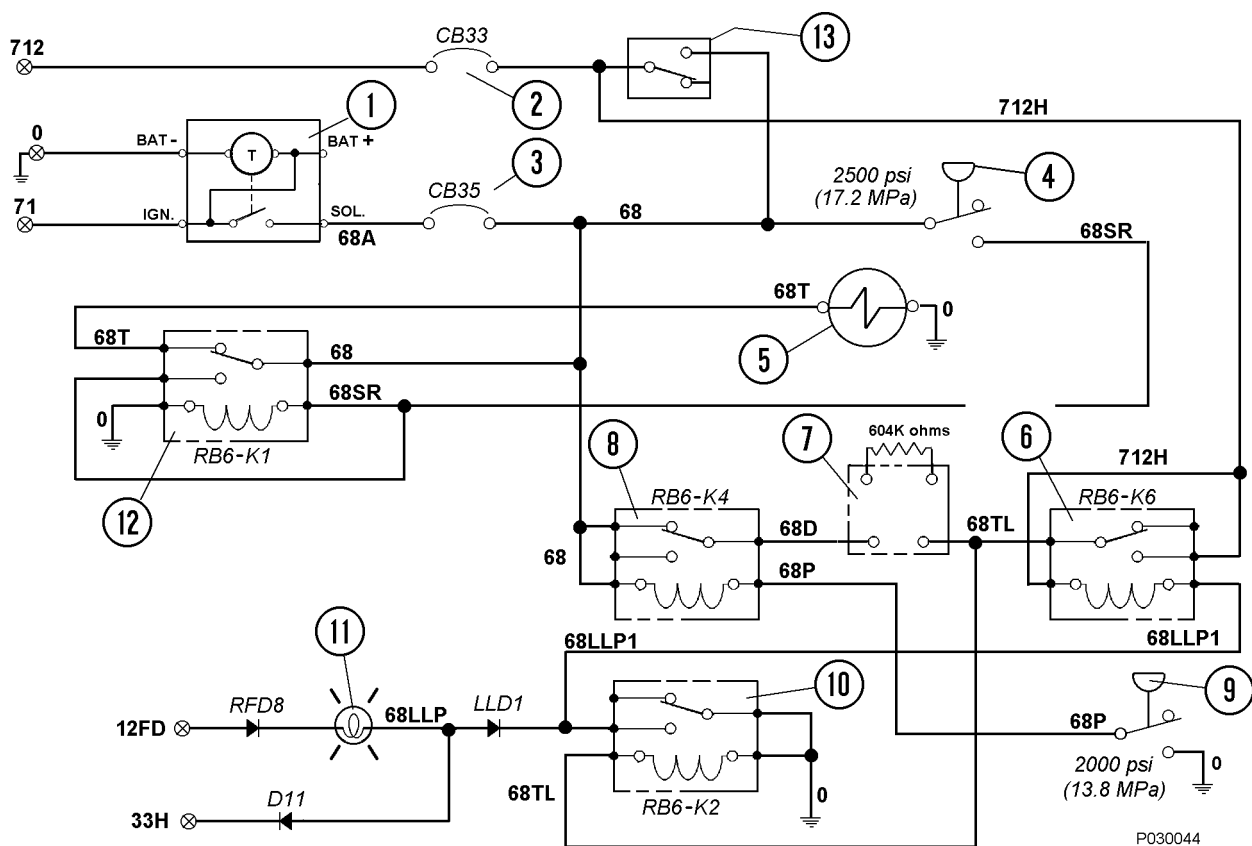 712
CB33
13
2
712H
1
0
BAT -
T
BAT +
3
2500 psi
(17.2 MPa)
4
CB35
71
IGN.
SOL.
68A
68
68SR
68T
0
5
68T
68
68SR
0
RB6-K1
12
8
7
604K ohms
6
712H
RB6-K4
RB6-K6
68D
68TL
68
68P
11
68LLP1
68LLP1
10
9
RFD8
68LLP
LLD1
12FD
68P
2000 psi
(13.8 MPa)
0
D11
68TL
RB6-K2
0
33H
P030044